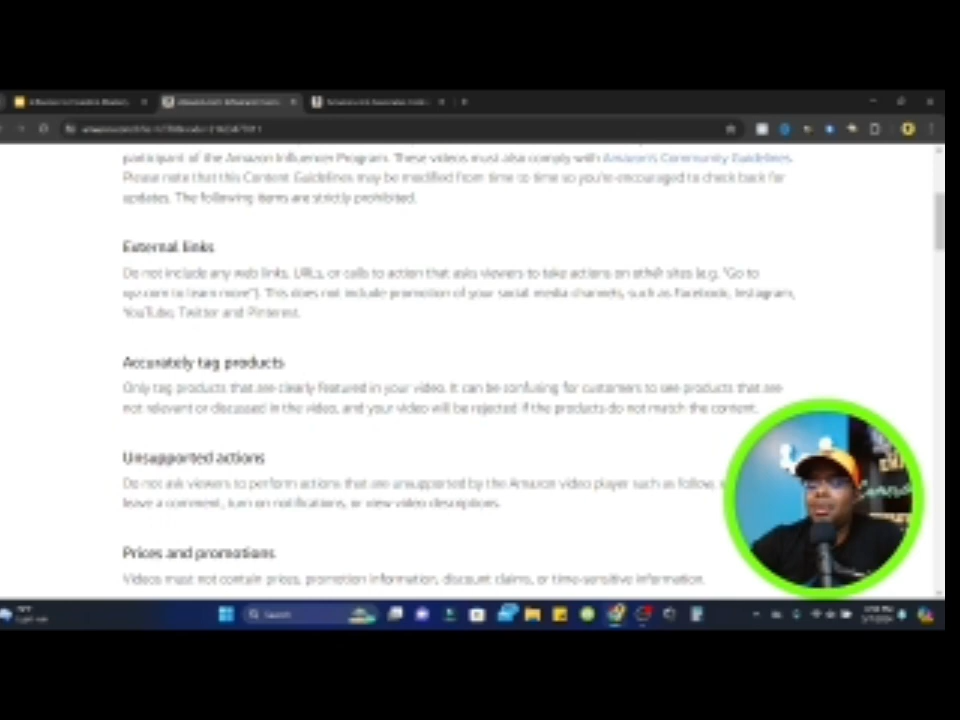 participant of the Amazon Influencer Program. These videos must also comply with Amazon's Community Guidelines.
Please note that this Content Guidelines may be modified from time to time so you're encouraged to check back for
updates. The following items are strictly prohibited.
External links
Do not include any web links, URLs, or calls to action that asks viewers to take actions on other sites (e.g. "Go to
xyz.com to learn more"). This does not include promotion of your social media channels, such as Facebook, Instagram,
YouTube, Twitter and Pinterest.
Accurately tag products
Only tag products that are clearly featured in your video. It can be confusing for customers to see products that are
not relevant or discussed in the video, and your video will be rejected if the products do not match the content.
Unsupported actions
Do not ask viewers to perform actions that are unsupported by the Amazon video player such as follow,
leave a comment, turn on notifications, or view video descriptions.
Prices and promotions
Videos must not contain prices, promotion information, discount claims, or time-sensitive information.
Search